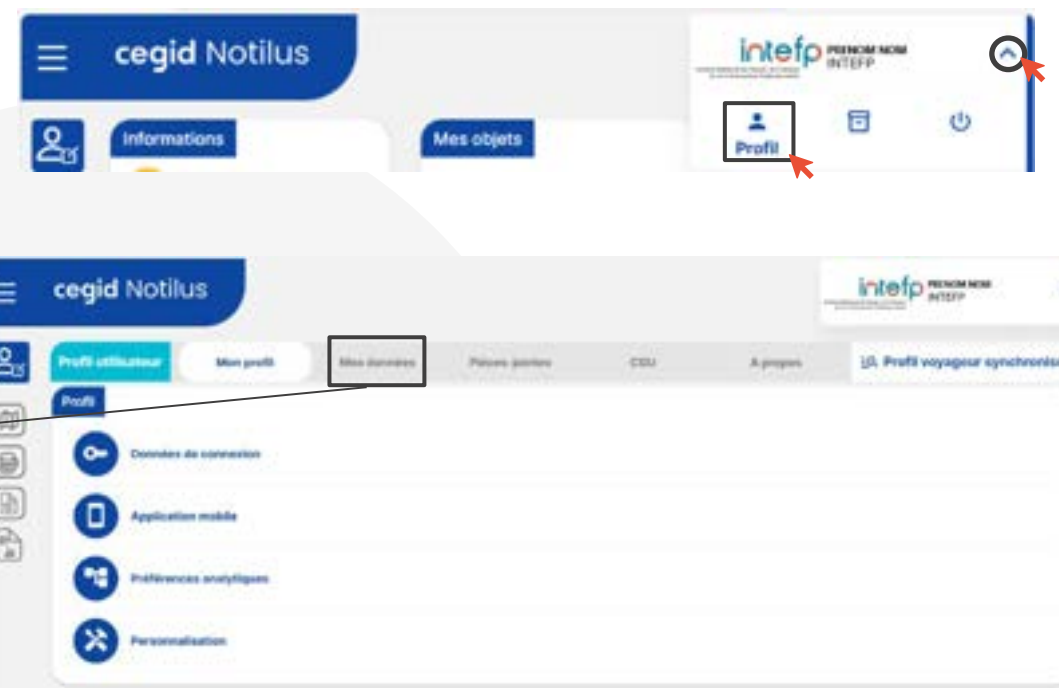 cegid Notilus
intefp PRENOM NOM
INTEFP
Informations
Mes objets
Profil
cegid Notilus
intefp PRENOM NOM
INTEFP
Profil utilisateur Mon profil Mes données Pièces jointes CGU A propos Profil voyageur synchronisé
Profil
Données de connexion
Application mobile
Préférences analytiques
Personnalisation